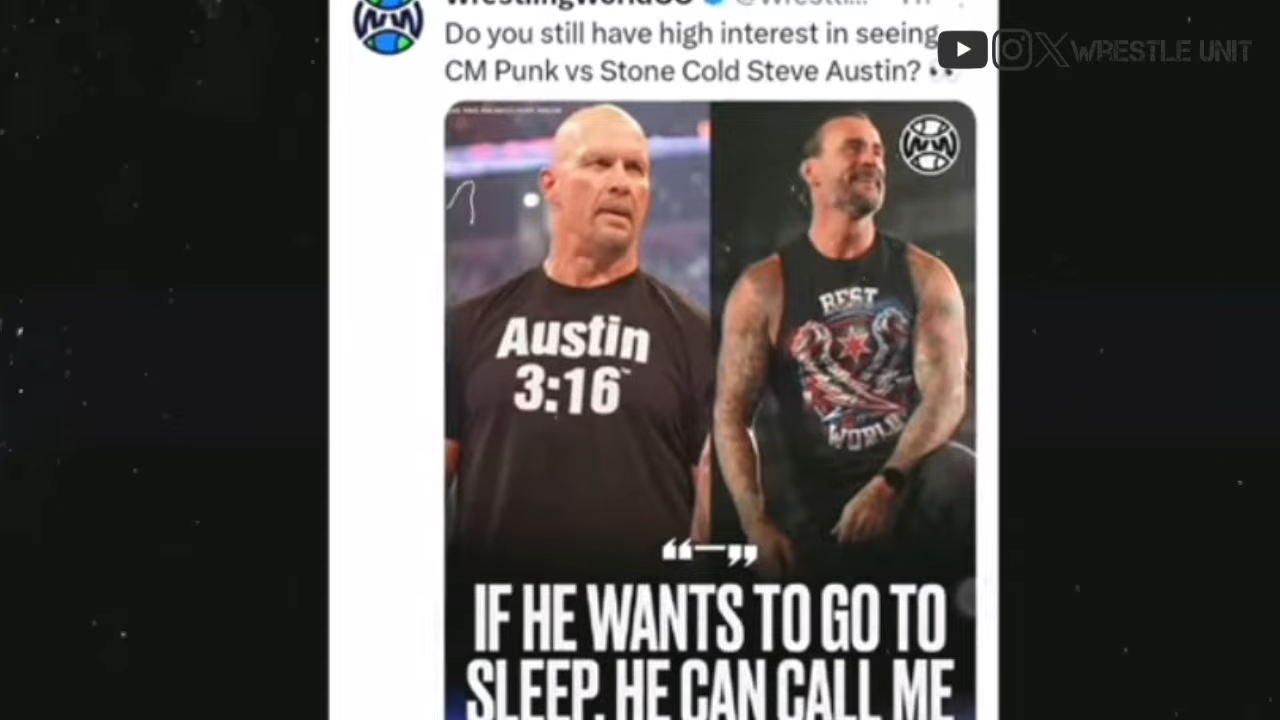 Do you still have high interest in seeing
CM Punk vs Stone Cold Steve Austin? 👀
WRESTLE UNIT
Austin
3:16
BEST
WORLD
“—”
IF HE WANTS TO GO TO
SLEEP, HE CAN CALL ME